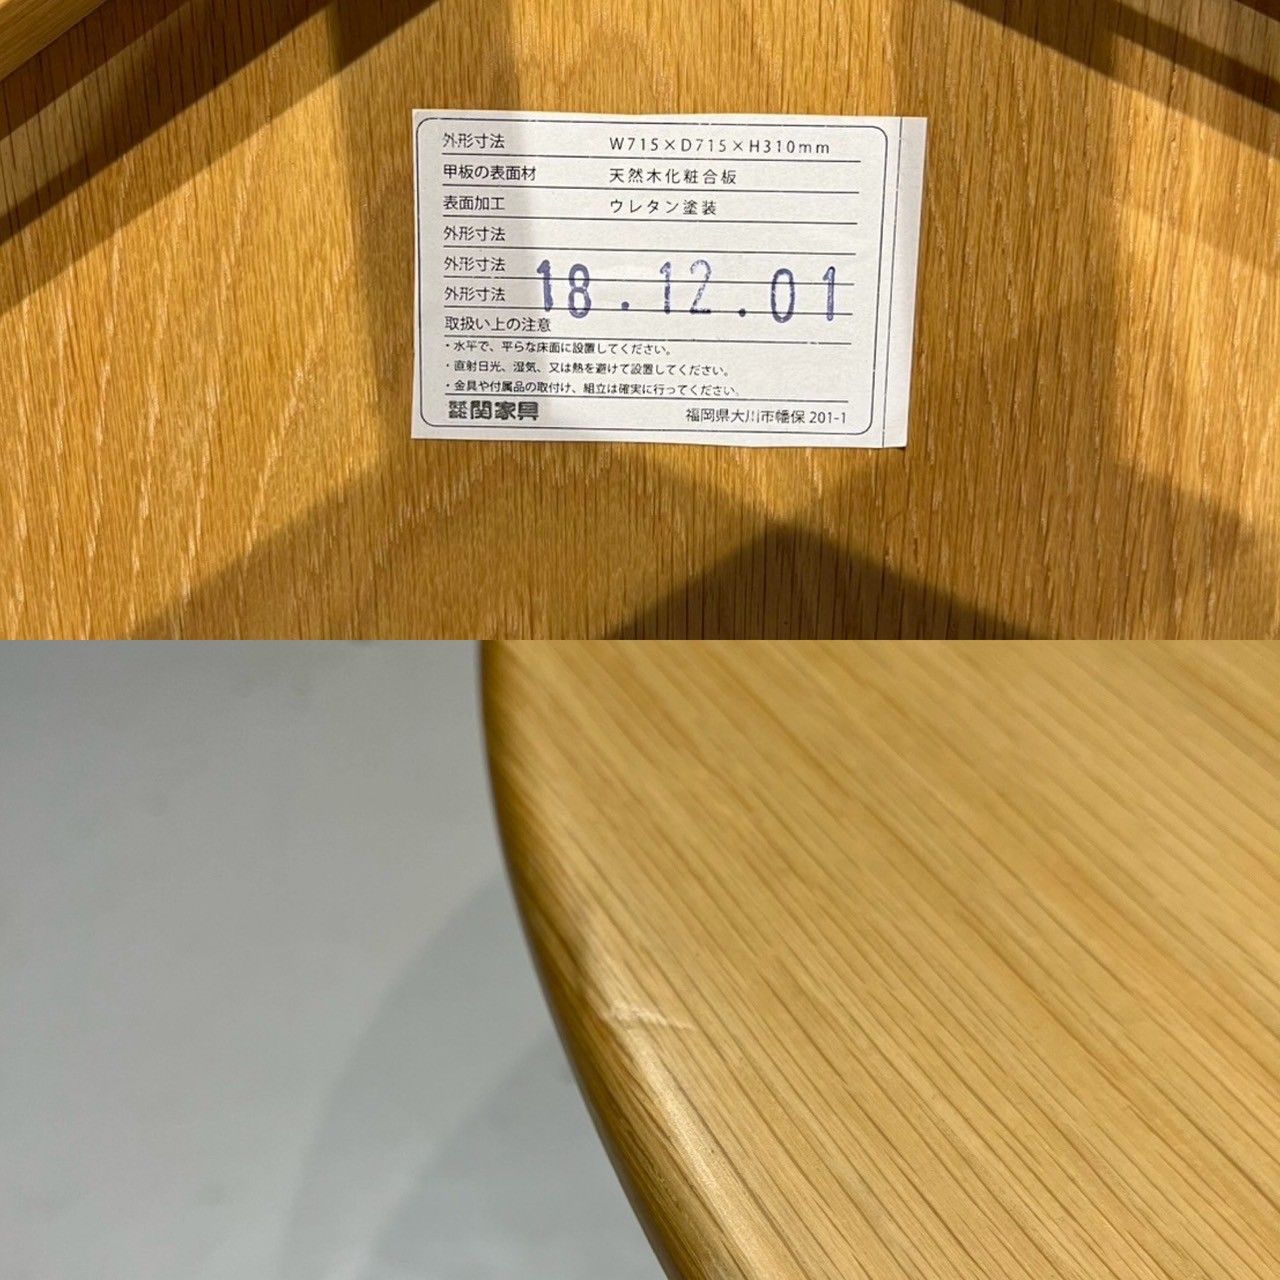 外形寸法 W715×D715×H310mm
甲板の表面材 天然木化粧合板
表面加工 ウレタン塗装
外形寸法
外形寸法
外形寸法
18.12.01
取扱い上の注意
・水平で、平らな床面に設置してください。
・直射日光、湿気、又は熱を避けて設置してください。
・金具や付属品の取付け、組立は確実に行ってください。
株式会社 関家具 福岡県大川市幡保 201-1